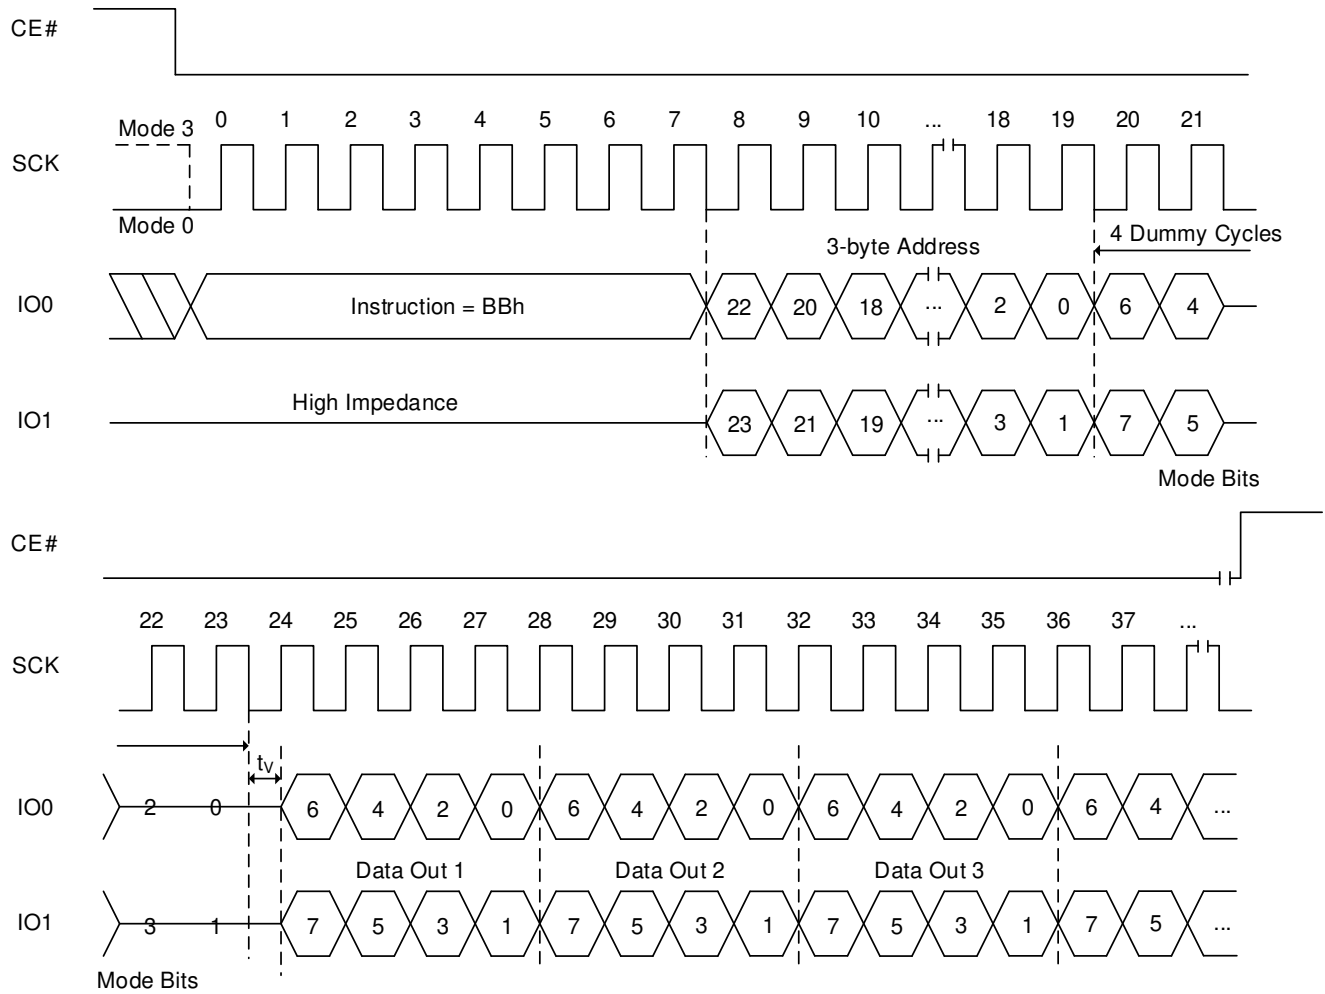 CE#
Mode 3 0 1 2 3 4 5 6 7 8 9 10 ... 18 19 20 21
SCK
Mode 0
3-byte Address 4 Dummy Cycles
IO0 Instruction = BBh 22 20 18 ... 2 0 6 4
High Impedance
IO1 23 21 19 ... 3 1 7 5
Mode Bits
CE#
22 23 24 25 26 27 28 29 30 31 32 33 34 35 36 37 ...
SCK
tV
IO0 2 0 6 4 2 0 6 4 2 0 6 4 2 0 6 4 ...
Data Out 1 Data Out 2 Data Out 3
IO1 3 1 7 5 3 1 7 5 3 1 7 5 3 1 7 5 ...
Mode Bits